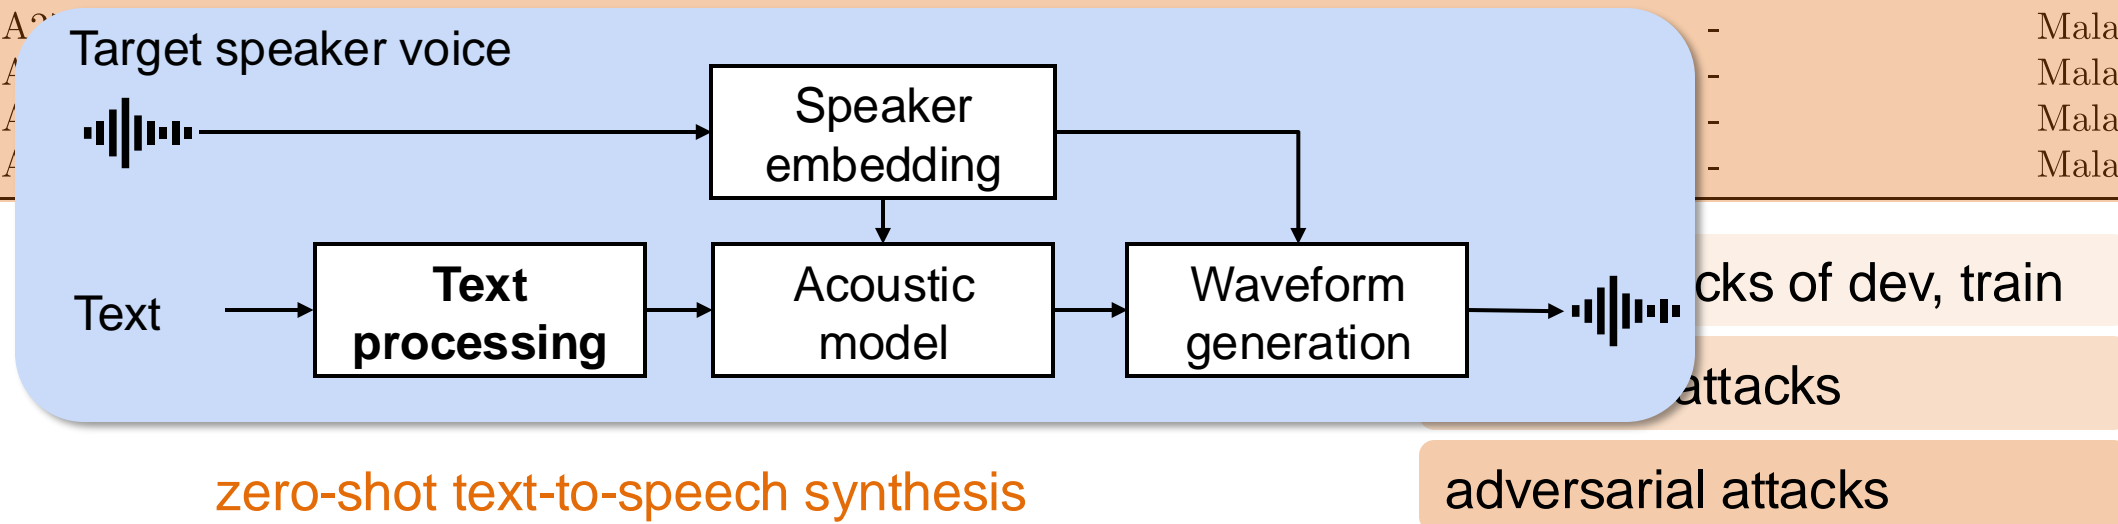 - Mala
- Mala
- Mala
- Mala
Target speaker voice
Speaker
embedding
Text
Text
processing
Acoustic
model
Waveform
generation
cks of dev, train
attacks
adversarial attacks
zero-shot text-to-speech synthesis